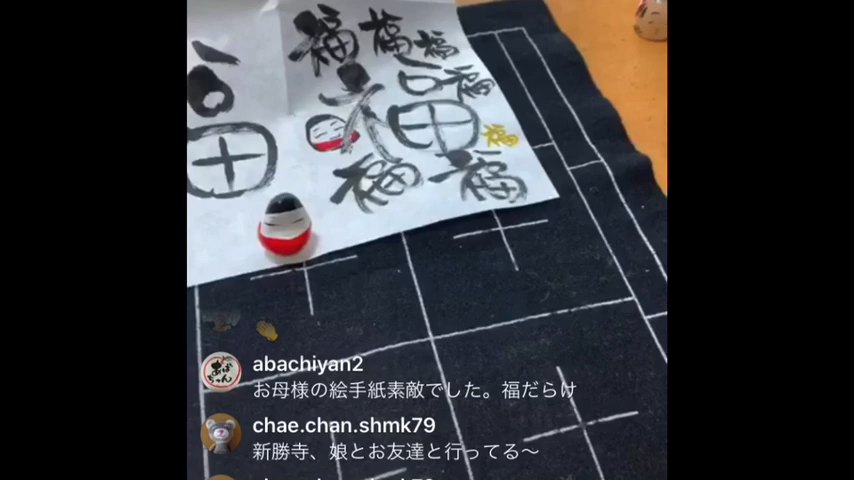 福 福 福
福
福 福
福
福 福
abachiyan2
お母様の絵手紙素敵でした。福だらけ
chae.chan.shmk79
新勝寺、娘とお友達と行ってる〜